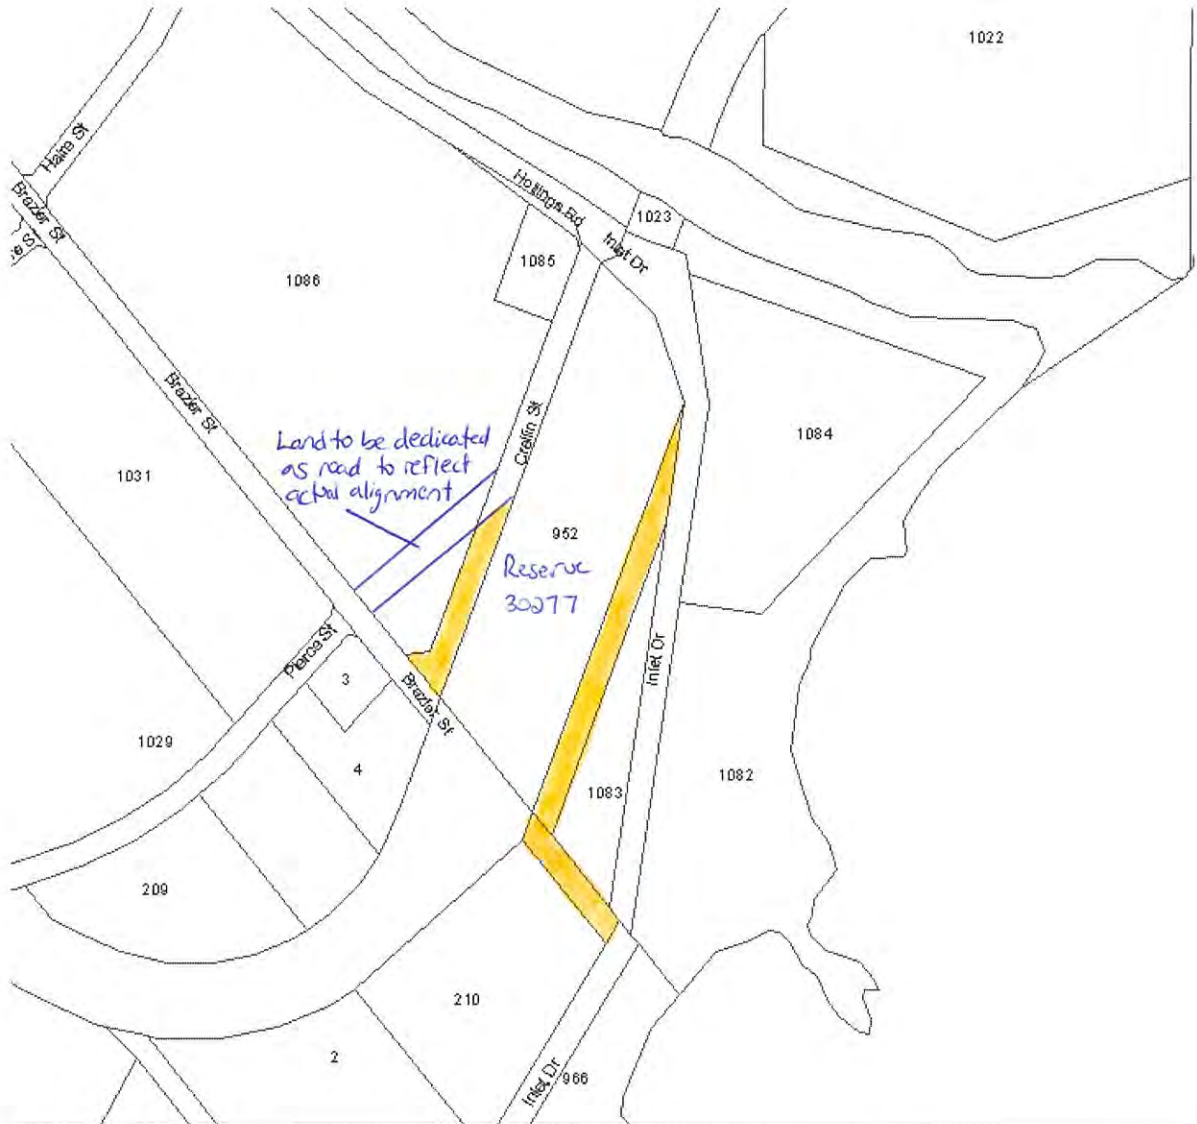 1022
Haire St
Brazier St
Hollings Rd
1023
Inlet Dr
1085
1086
Brazier St
Crellin St
Land to be dedicated
as road to reflect
actual alignment
1084
1031
952
Reserve
30277
Pierce St
Inlet Dr
3
Brazier St
1029
4
1083
1082
209
210
2
Inlet Dr
966